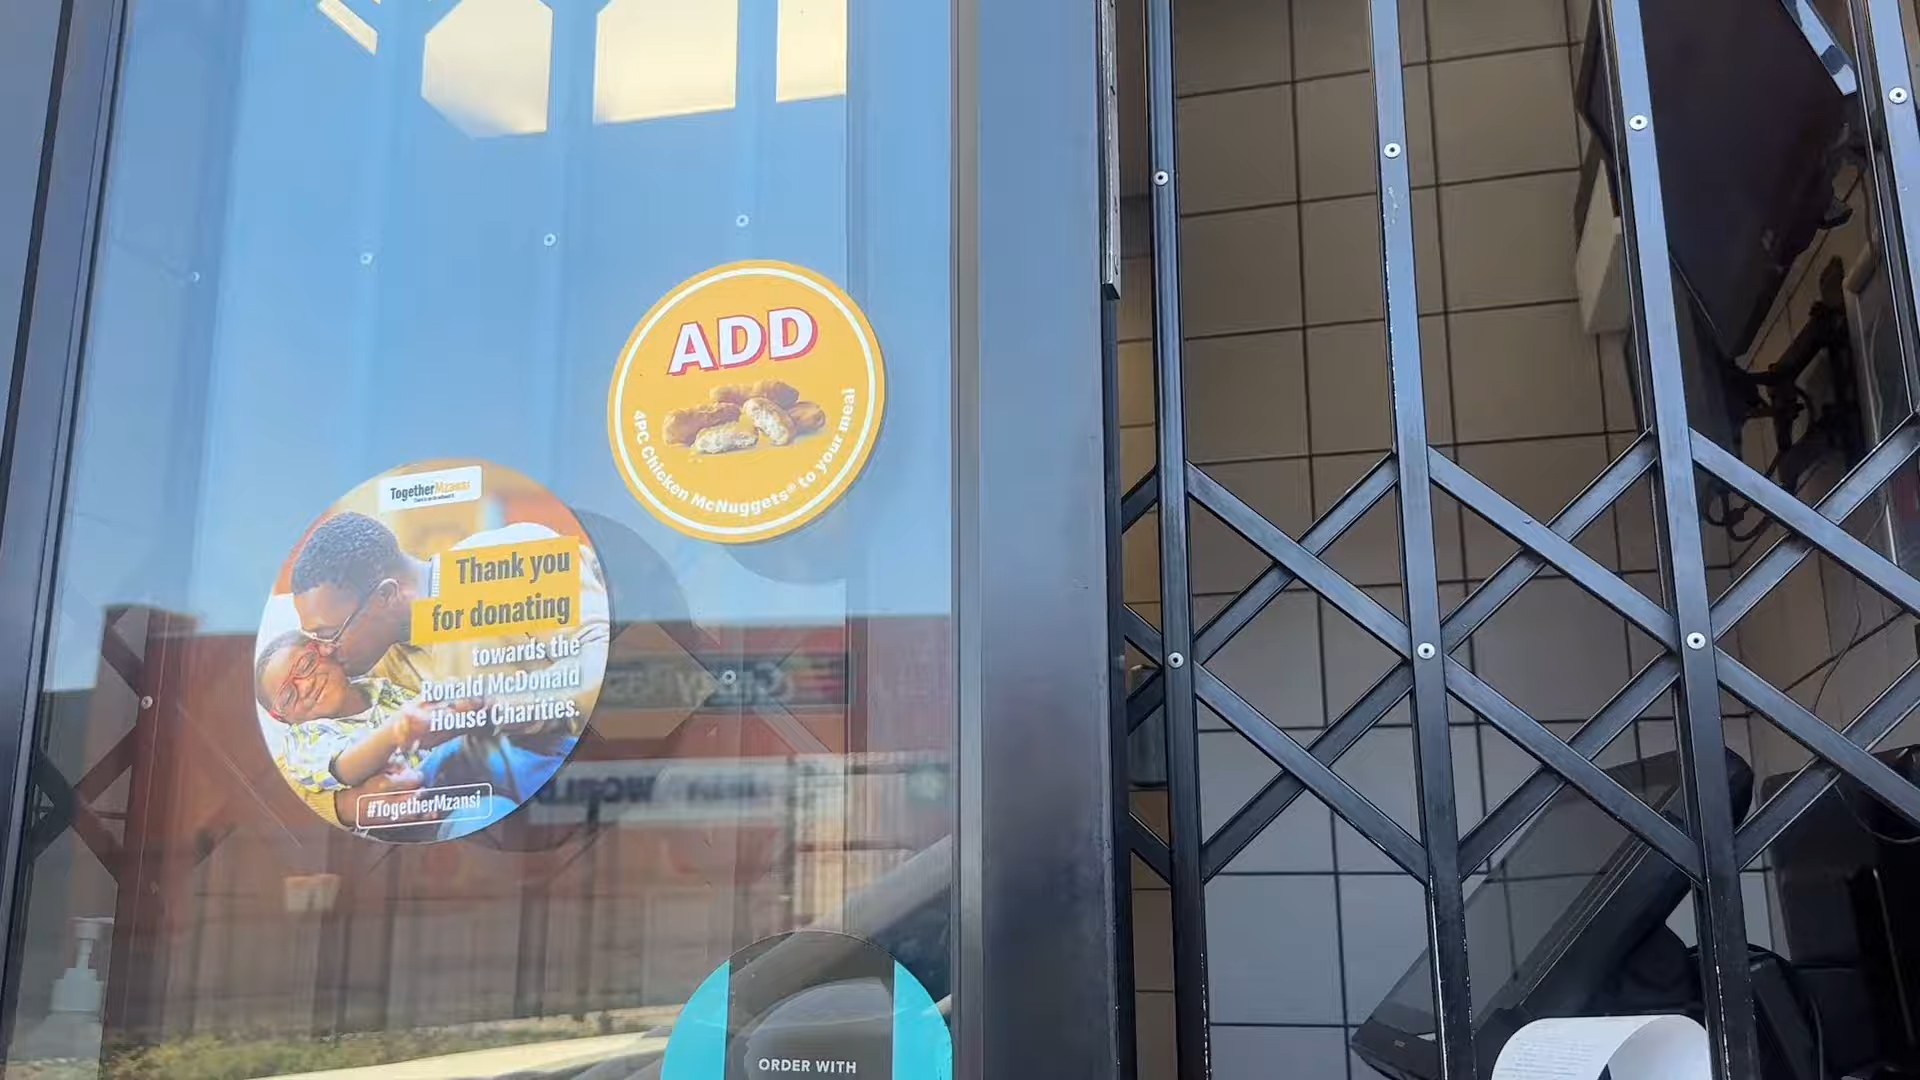 ADD
4PC Chicken McNuggets® to your meal
TogetherMzansi
Thank you
for donating
towards the
Ronald McDonald
House Charities.
#TogetherMzansi
ORDER WITH